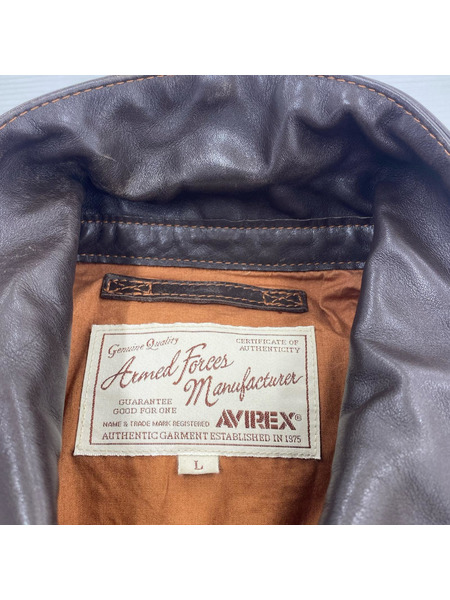 Genuine Quality
CERTIFICATE OF
AUTHENTICITY
Armed Forces
Manufacturer
GUARANTEE
GOOD FOR ONE
AVIREX®
NAME & TRADE MARK REGISTERED
AUTHENTIC GARMENT ESTABLISHED IN 1975
L